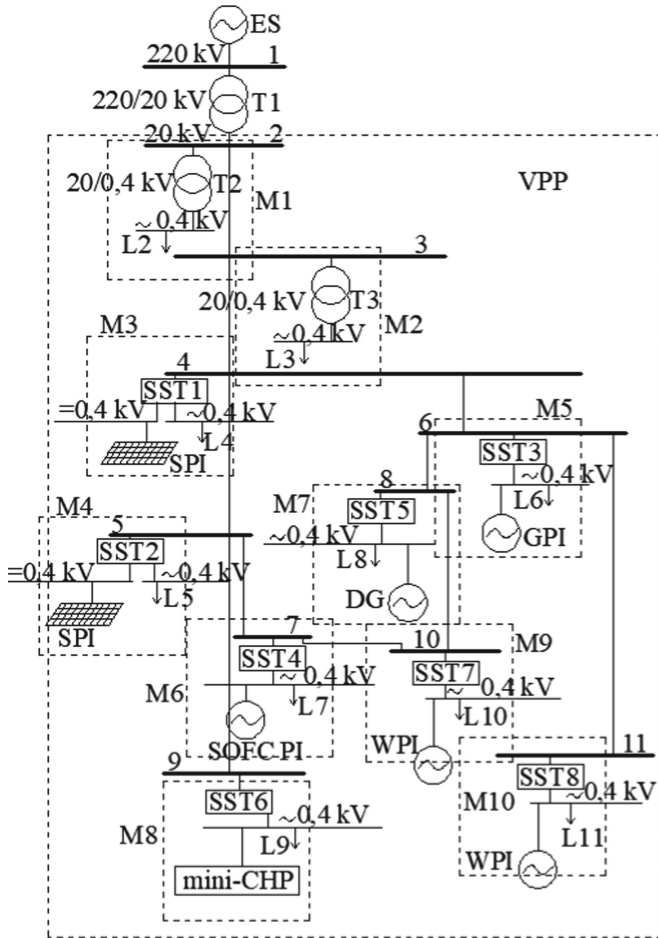 ES
220 kV 1
220/20 kV T1
20 kV 2
VPP
20/0,4 kV T2 M1
~0,4 kV
L2
3
20/0,4 kV T3 M2
~0,4 kV
L3
M3
4
SST1
=0,4 kV ~0,4 kV
L4
SPI
M5
6
SST3
~0,4 kV
L6
GPI
M7 8
SST5
~0,4 kV
L8
DG
M4
5
SST2
=0,4 kV ~0,4 kV
L5
SPI
7
SST4
M6 ~ 0,4 kV
L7
SOFC PI
10 M9
SST7
~ 0,4 kV
L10
WPI
9
SST6
~0,4 kV
M8 L9
mini-CHP
11
SST8
M10 ~0,4 kV
L11
WPI